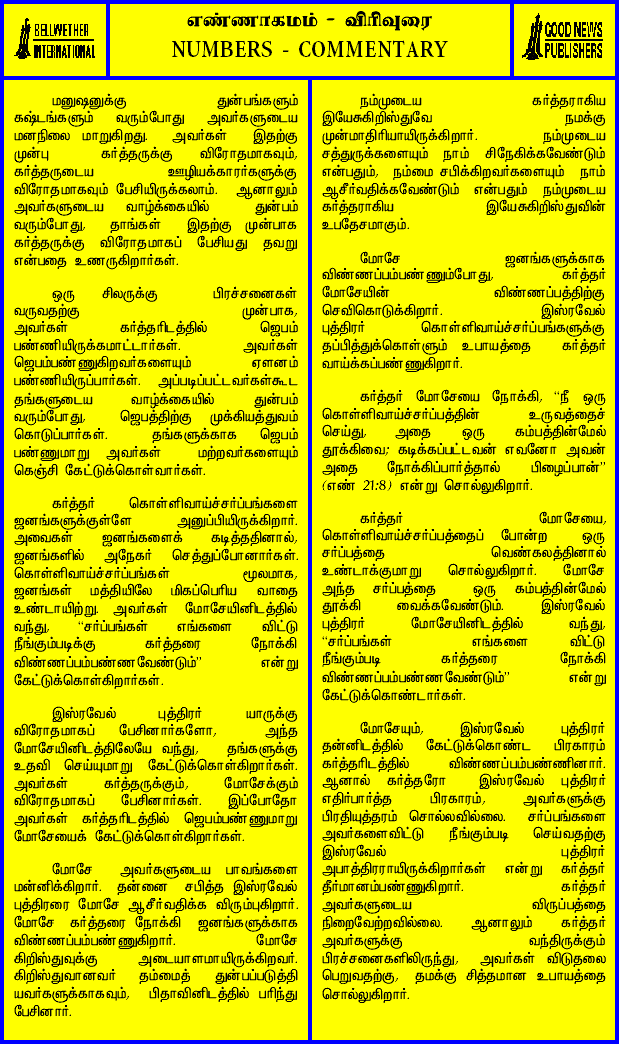 BELLWETHER
INTERNATIONAL
எண்ணாகமம் - விரிவுரை
NUMBERS - COMMENTARY
GOOD NEWS
PUBLISHERS
மனுஷனுக்கு துன்பங்களும்
கஷ்டங்களும் வரும்போது அவர்களுடைய
மனநிலை மாறுகிறது. அவர்கள் இதற்கு
முன்பு கர்த்தருக்கு விரோதமாகவும்,
கர்த்தருடைய ஊழியக்காரர்களுக்கு
விரோதமாகவும் பேசியிருக்கலாம். ஆனாலும்
அவர்களுடைய வாழ்க்கையில் துன்பம்
வரும்போது, தாங்கள் இதற்கு முன்பாக
கர்த்தருக்கு விரோதமாகப் பேசியது தவறு
என்பதை உணருகிறார்கள்.
ஒரு சிலருக்கு பிரச்சனைகள்
வருவதற்கு முன்பாக,
அவர்கள் கர்த்தரிடத்தில் ஜெபம்
பண்ணியிருக்கமாட்டார்கள். அவர்கள்
ஜெபம்பண்ணுகிறவர்களையும் ஏளனம்
பண்ணியிருப்பார்கள். அப்படிப்பட்டவர்கள்கூட
தங்களுடைய வாழ்க்கையில் துன்பம்
வரும்போது, ஜெபத்திற்கு முக்கியத்துவம்
கொடுப்பார்கள். தங்களுக்காக ஜெபம்
பண்ணுமாறு அவர்கள் மற்றவர்களையும்
கெஞ்சி கேட்டுக்கொள்வார்கள்.
கர்த்தர் கொள்ளிவாய்ச்சர்ப்பங்களை
ஜனங்களுக்குள்ளே அனுப்பியிருக்கிறார்.
அவைகள் ஜனங்களைக் கடித்ததினால்,
ஜனங்களில் அநேகர் செத்துப்போனார்கள்.
கொள்ளிவாய்ச்சர்ப்பங்கள் மூலமாக,
ஜனங்கள் மத்தியிலே மிகப்பெரிய வாதை
உண்டாயிற்று. அவர்கள் மோசேயினிடத்தில்
வந்து, “சர்ப்பங்கள் எங்களை விட்டு
நீங்கும்படிக்கு கர்த்தரை நோக்கி
விண்ணப்பம்பண்ணவேண்டும்” என்று
கேட்டுக்கொள்கிறார்கள்.
இஸ்ரவேல் புத்திரர் யாருக்கு
விரோதமாகப் பேசினார்களோ, அந்த
மோசேயினிடத்திலேயே வந்து, தங்களுக்கு
உதவி செய்யுமாறு கேட்டுக்கொள்கிறார்கள்.
அவர்கள் கர்த்தருக்கும், மோசேக்கும்
விரோதமாகப் பேசினார்கள். இப்போதோ
அவர்கள் கர்த்தரிடத்தில் ஜெபம்பண்ணுமாறு
மோசேயைக் கேட்டுக்கொள்கிறார்கள்.
மோசே அவர்களுடைய பாவங்களை
மன்னிக்கிறார். தன்னை சபித்த இஸ்ரவேல்
புத்திரரை மோசே ஆசீர்வதிக்க விரும்புகிறார்.
மோசே கர்த்தரை நோக்கி ஜனங்களுக்காக
விண்ணப்பம்பண்ணுகிறார். மோசே
கிறிஸ்துவுக்கு அடையாளமாயிருக்கிறவர்.
கிறிஸ்துவானவர் தம்மைத் துன்பப்படுத்தி
யவர்களுக்காகவும், பிதாவினிடத்தில் பரிந்து
பேசினார்.
நம்முடைய கர்த்தராகிய
இயேசுகிறிஸ்துவே நமக்கு
முன்மாதிரியாயிருக்கிறார். நம்முடைய
சத்துருக்களையும் நாம் சிநேகிக்கவேண்டும்
என்பதும், நம்மை சபிக்கிறவர்களையும் நாம்
ஆசீர்வதிக்கவேண்டும் என்பதும் நம்முடைய
கர்த்தராகிய இயேசுகிறிஸ்துவின்
உபதேசமாகும்.
மோசே ஜனங்களுக்காக
விண்ணப்பம்பண்ணும்போது, கர்த்தர்
மோசேயின் விண்ணப்பத்திற்கு
செவிகொடுக்கிறார். இஸ்ரவேல்
புத்திரர் கொள்ளிவாய்ச்சர்ப்பங்களுக்கு
தப்பித்துக்கொள்ளும் உபாயத்தை கர்த்தர்
வாய்க்கப்பண்ணுகிறார்.
கர்த்தர் மோசேயை நோக்கி, “நீ ஒரு
கொள்ளிவாய்ச்சர்ப்பத்தின் உருவத்தைச்
செய்து, அதை ஒரு கம்பத்தின்மேல்
தூக்கிவை; கடிக்கப்பட்டவன் எவனோ அவன்
அதை நோக்கிப்பார்த்தால் பிழைப்பான்”
(எண் 21:8) என்று சொல்லுகிறார்.
கர்த்தர் மோசேயை,
கொள்ளிவாய்ச்சர்ப்பத்தைப் போன்ற ஒரு
சர்ப்பத்தை வெண்கலத்தினால்
உண்டாக்குமாறு சொல்லுகிறார். மோசே
அந்த சர்ப்பத்தை ஒரு கம்பத்தின்மேல்
தூக்கி வைக்கவேண்டும். இஸ்ரவேல்
புத்திரர் மோசேயினிடத்தில் வந்து,
“சர்ப்பங்கள் எங்களை விட்டு
நீங்கும்படி கர்த்தரை நோக்கி
விண்ணப்பம்பண்ணவேண்டும்” என்று
கேட்டுக்கொண்டார்கள்.
மோசேயும், இஸ்ரவேல் புத்திரர்
தன்னிடத்தில் கேட்டுக்கொண்ட பிரகாரம்
கர்த்தரிடத்தில் விண்ணப்பம்பண்ணினார்.
ஆனால் கர்த்தரோ இஸ்ரவேல் புத்திரர்
எதிர்பார்த்த பிரகாரம், அவர்களுக்கு
பிரதியுத்தரம் சொல்லவில்லை. சர்ப்பங்களை
அவர்களைவிட்டு நீங்கும்படி செய்வதற்கு
இஸ்ரவேல் புத்திரர்
அபாத்திரராயிருக்கிறார்கள் என்று கர்த்தர்
தீர்மானம்பண்ணுகிறார். கர்த்தர்
அவர்களுடைய விருப்பத்தை
நிறைவேற்றவில்லை. ஆனாலும் கர்த்தர்
அவர்களுக்கு வந்திருக்கும்
பிரச்சனைகளிலிருந்து, அவர்கள் விடுதலை
பெறுவதற்கு, தமக்கு சித்தமான உபாயத்தை
சொல்லுகிறார்.